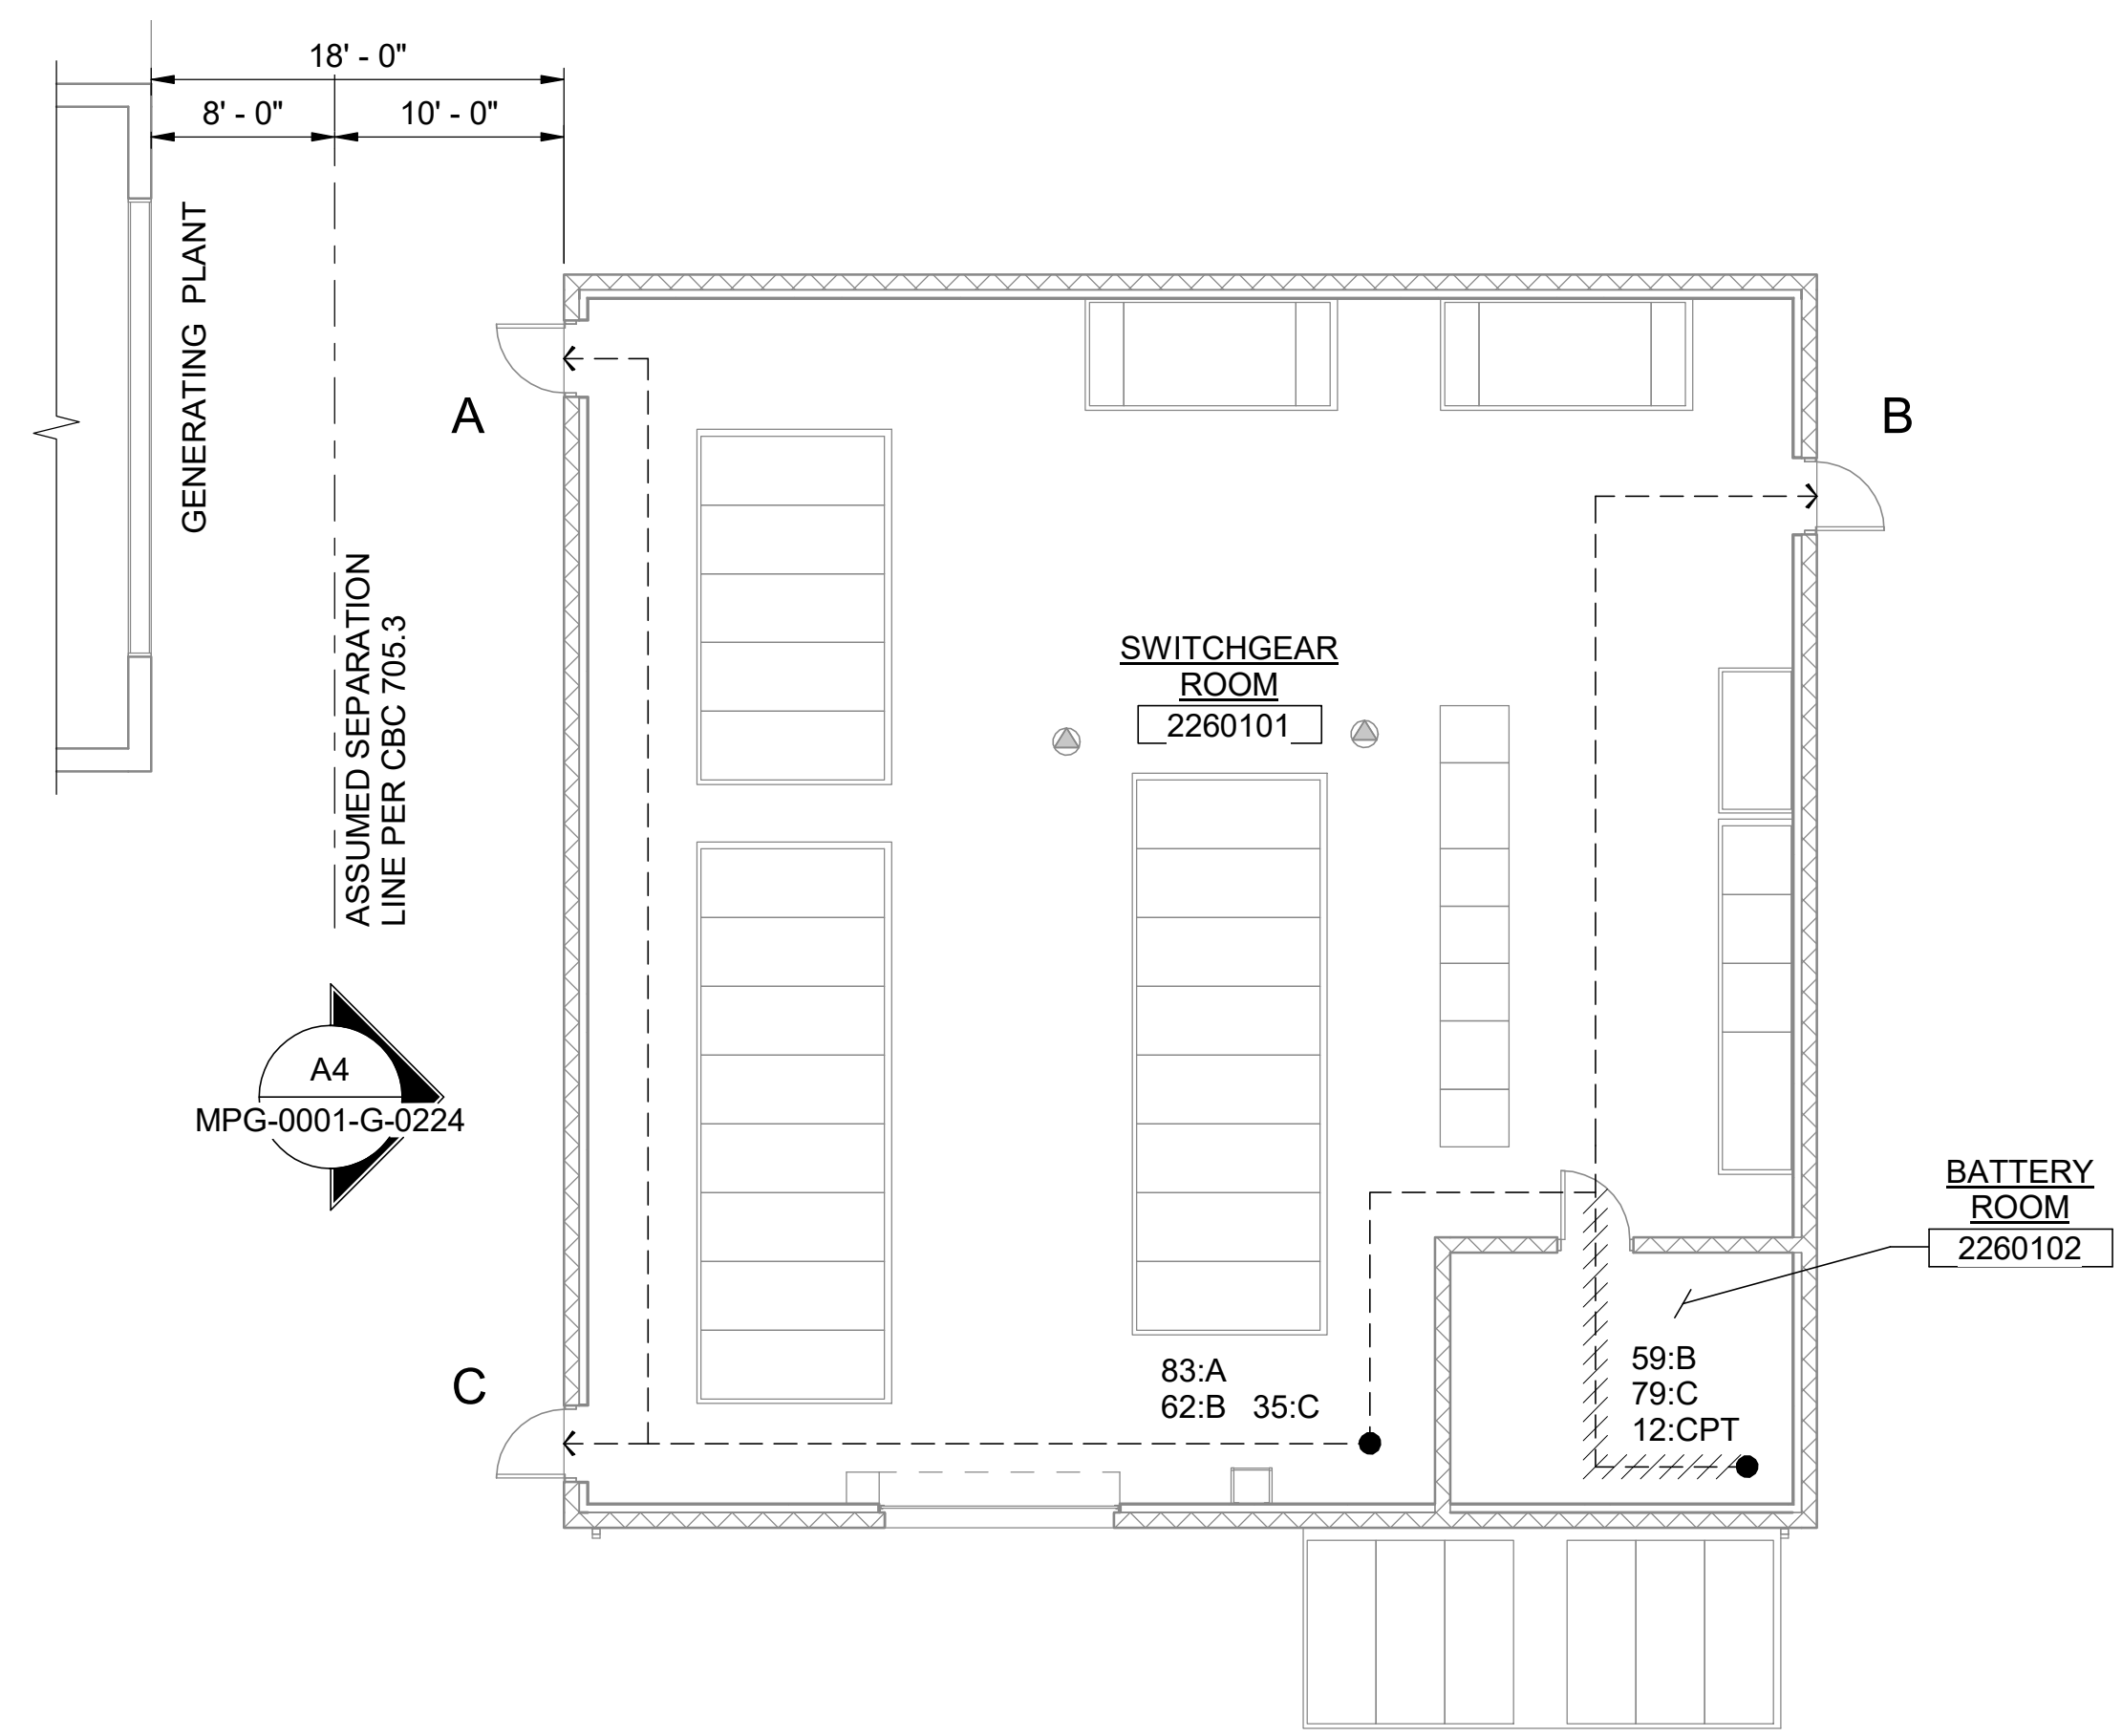 18' - 0"
8' - 0"
10' - 0"
GENERATING PLANT
ASSUMED SEPARATION
LINE PER CBC 705.3
A
B
SWITCHGEAR
ROOM
2260101
A4
MPG-0001-G-0224
BATTERY
ROOM
2260102
C
83:A
62:B 35:C
59:B
79:C
12:CPT